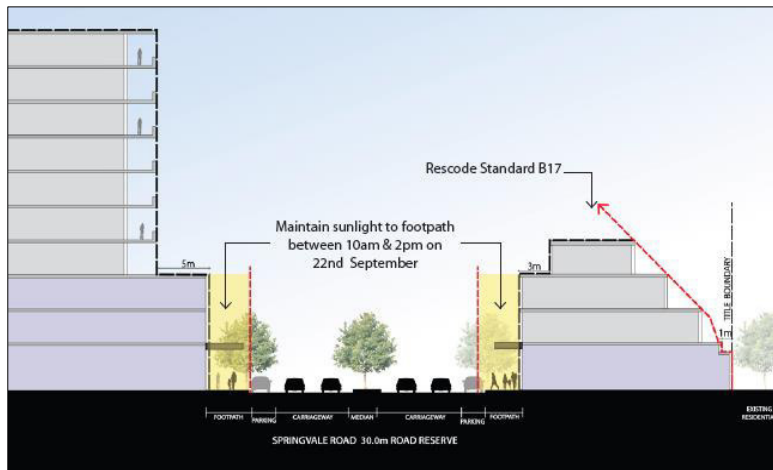 Rescode Standard B17
Maintain sunlight to footpath
between 10am & 2pm on
22nd September
5m
3m
TITLE BOUNDARY
1m
FOOTPATH
PARKING
CARRIAGEWAY
MEDIAN
CARRIAGEWAY
PARKING
FOOTPATH
EXISTING
RESIDENTIA
SPRINGVALE ROAD 30.0m ROAD RESERVE